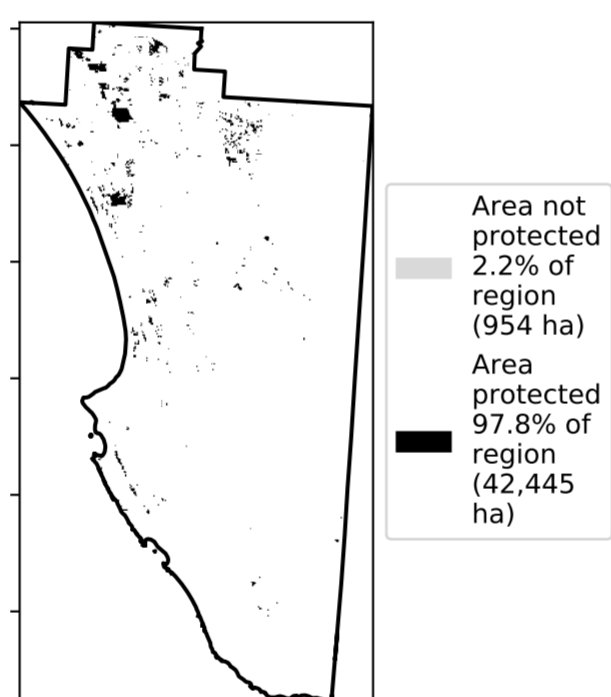 Area not
protected
2.2% of
region
(954 ha)
Area
protected
97.8% of
region
(42,445
ha)